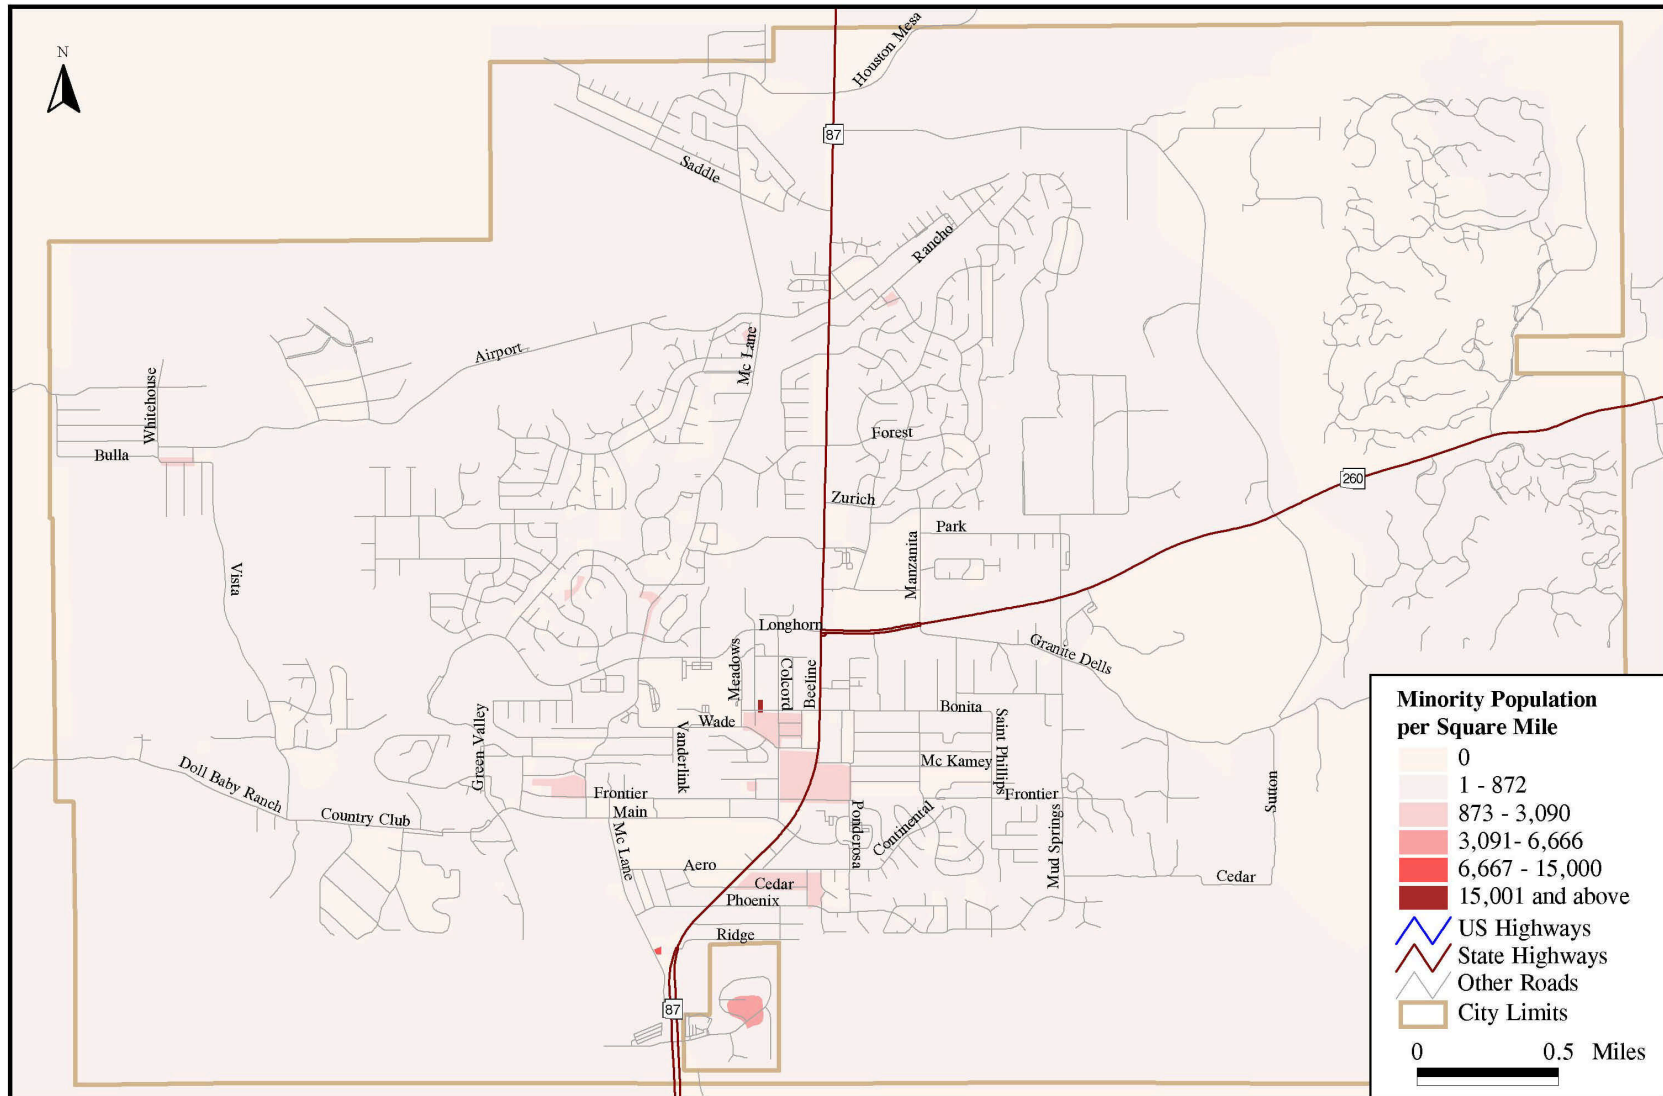 N
Houston Mesa
87
Saddle
Rancho
Mc Lane
Airport
Whitehouse
Bulla
Forest
260
Zurich
Park
Manzanita
Vista
Longhorn
Granite Dells
Meadows
Colcord
Beeline
Bonita
Wade
Green Valley
Vanderlink
Saint Phillips
Mc Kamey
Doll Baby Ranch
Frontier
Frontier
Sutton
Main
Country Club
Mc Lane
Ponderosa
Continental
Mud Springs
Aero
Cedar
Cedar
Phoenix
Ridge
87
Minority Population
per Square Mile
0
1 - 872
873 - 3,090
3,091- 6,666
6,667 - 15,000
15,001 and above
US Highways
State Highways
Other Roads
City Limits
0 0.5 Miles